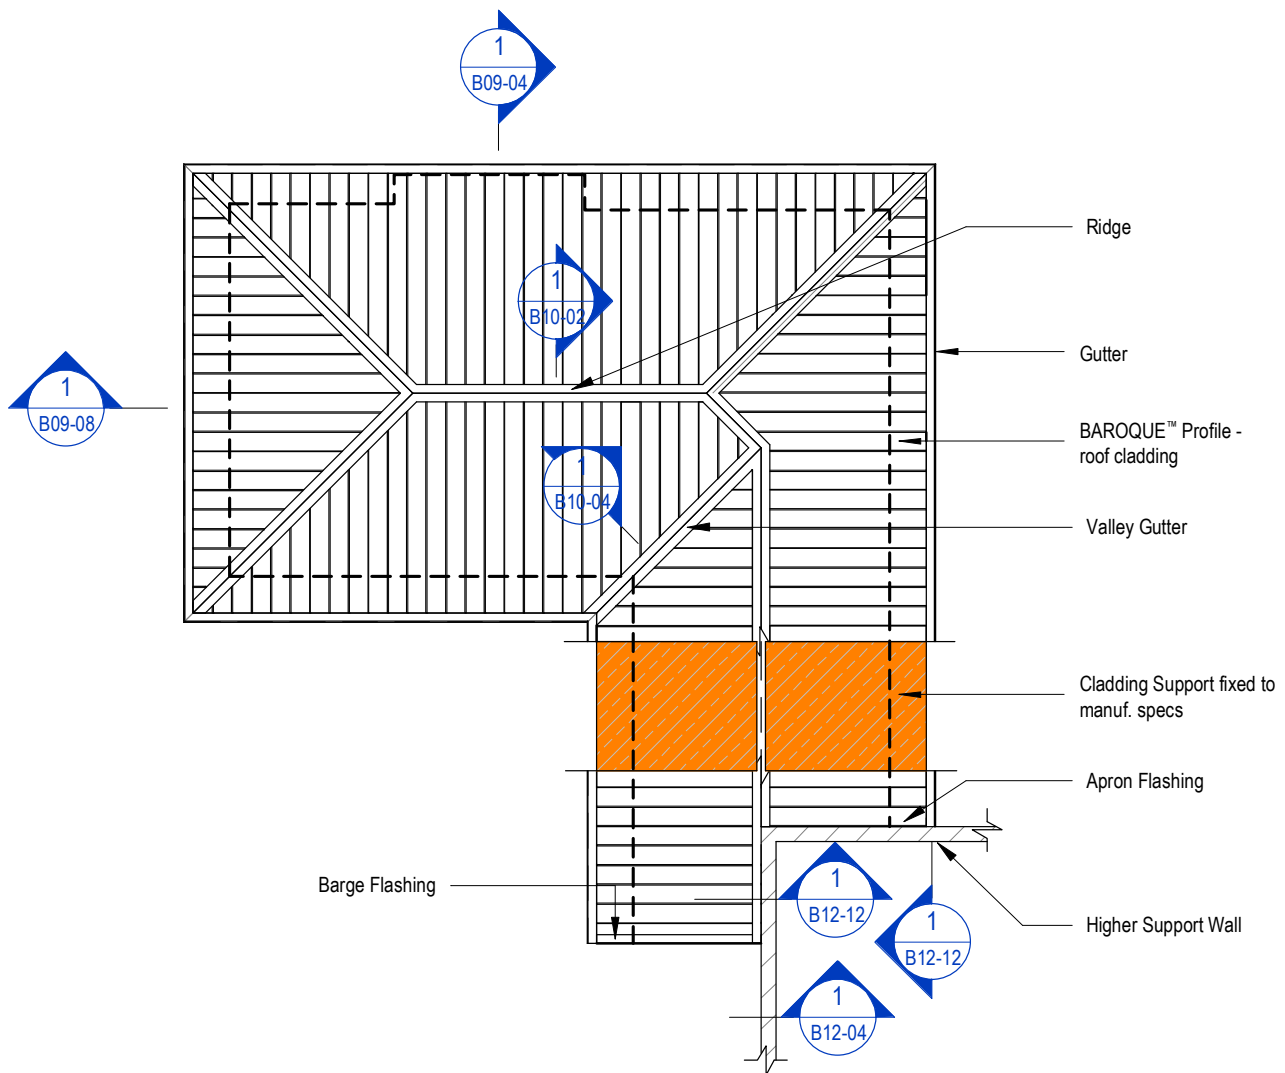 1
B09-04
Ridge
1
B10-02
Gutter
1
B09-08
BAROQUE™ Profile -
roof cladding
1
B10-04
Valley Gutter
Cladding Support fixed to
manuf. specs
Apron Flashing
Barge Flashing
1
B12-12
1
B12-12
Higher Support Wall
1
B12-04